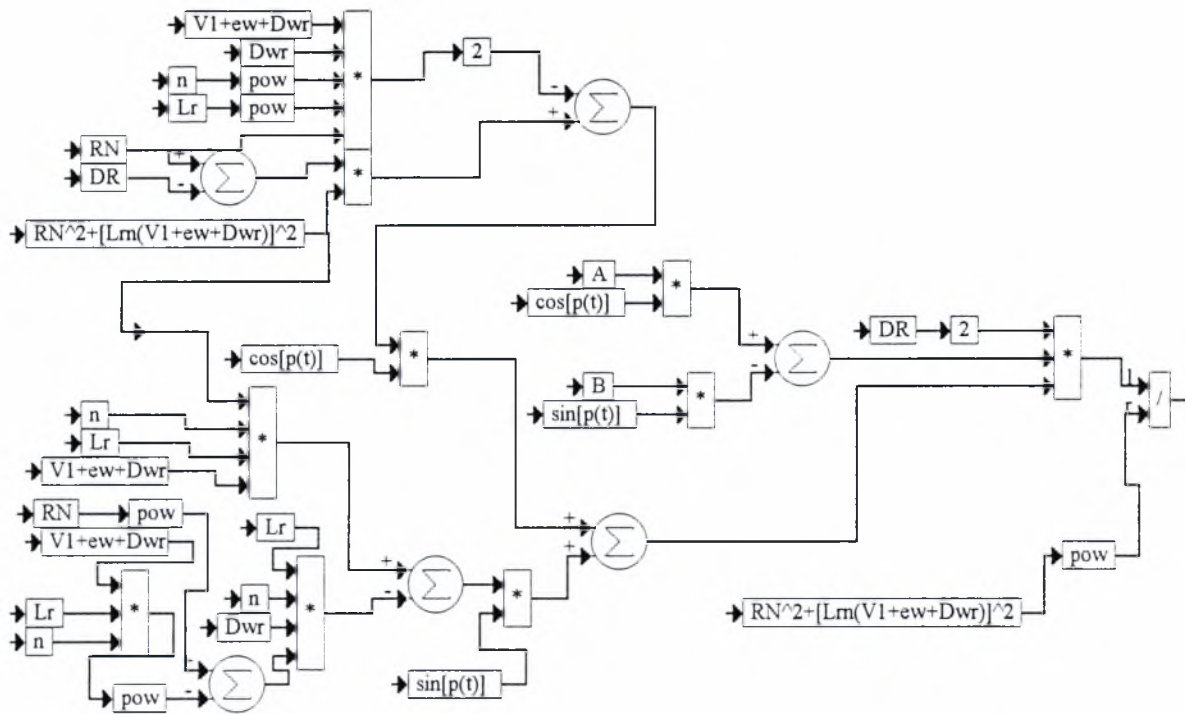 V1+ew+Dwr
Dwr
n pow
Lr pow
*
2
-
+
Σ
RN
DR
+
-
Σ
*
RN^2+[Lrn(V1+ew+Dwr)]^2
A
cos[p(t)]
*
B
sin[p(t)]
*
+
-
Σ
DR 2
*
l
r
/
cos[p(t)]
*
n
Lr
V1+ew+Dwr
*
RN pow
V1+ew+Dwr
Lr
n
*
pow
-
Σ
Lr
n
Dwr
*
+
-
Σ
*
sin[p(t)]
+
+
Σ
pow
RN^2+[Lrn(V1+ew+Dwr)]^2